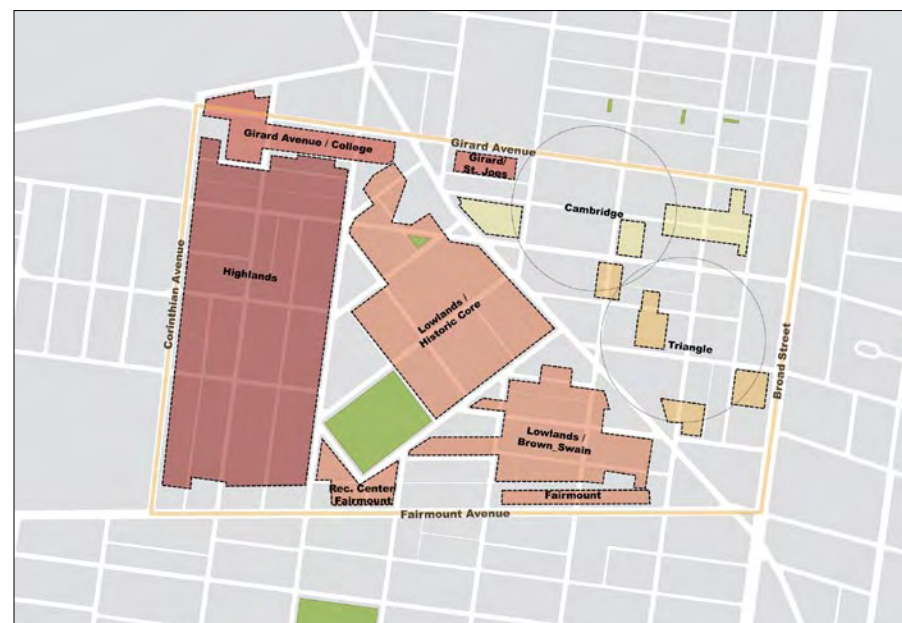 Girard Avenue / College
Girard Avenue
Girard/
St. Joes
Cambridge
Highlands
Corinthian Avenue
Lowlands /
Historic Core
Triangle
Broad Street
Lowlands /
Brown_Swain
Rec. Center
Fairmount
Fairmount
Fairmount Avenue